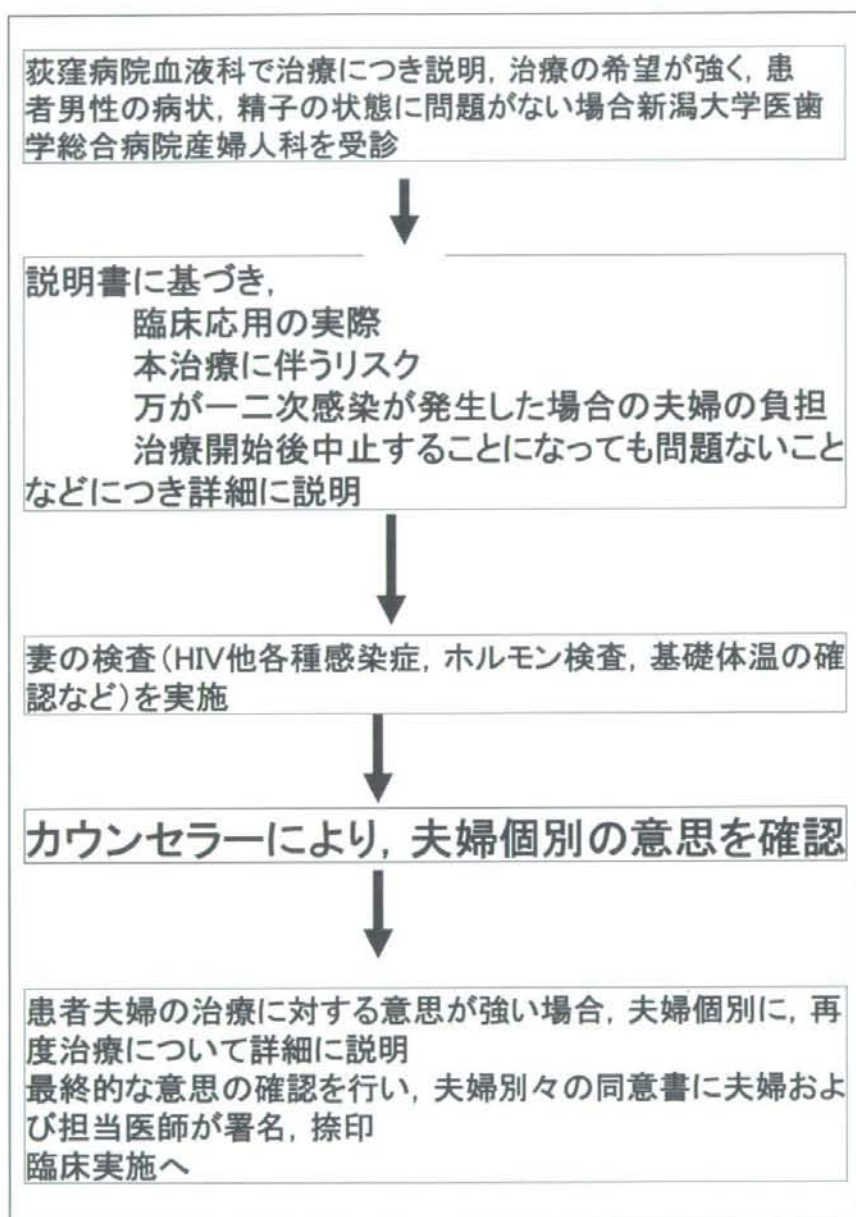 荻窪病院血液科で治療につき説明, 治療の希望が強く, 患
者男性の病状, 精子の状態に問題がない場合新潟大学医歯
学総合病院産婦人科を受診
説明書に基づき,
臨床応用の実際
本治療に伴うリスク
万が一二次感染が発生した場合の夫婦の負担
治療開始後中止することになっても問題ないこと
などにつき詳細に説明
妻の検査(HIV他各種感染症, ホルモン検査, 基礎体温の確
認など)を実施
カウンセラーにより, 夫婦個別の意思を確認
患者夫婦の治療に対する意思が強い場合, 夫婦個別に, 再
度治療について詳細に説明
最終的な意思の確認を行い, 夫婦別々の同意書に夫婦およ
び担当医師が署名, 捺印
臨床実施へ